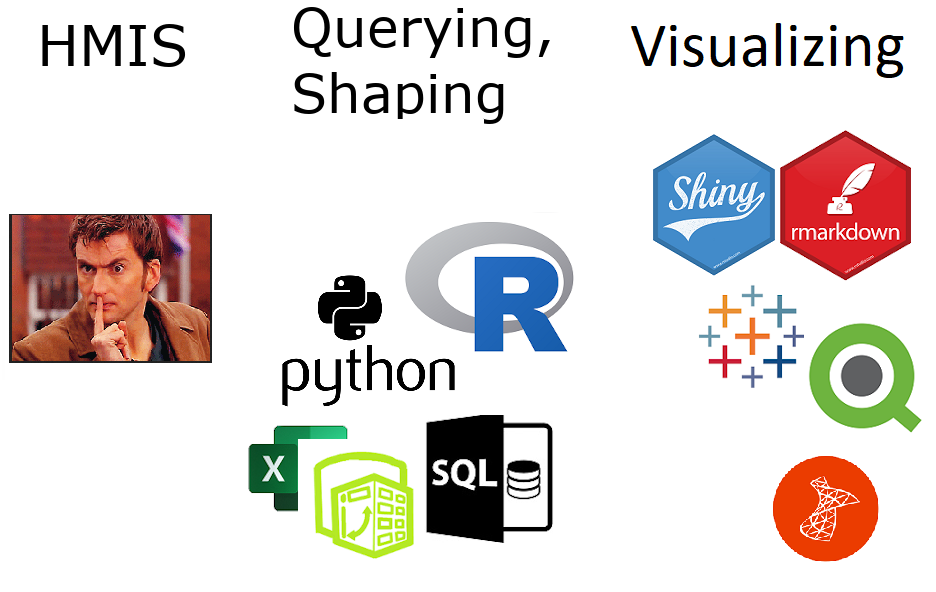 HMIS
Querying,
Shaping
Visualizing
Shiny
rmarkdown
python
R
X
SQL